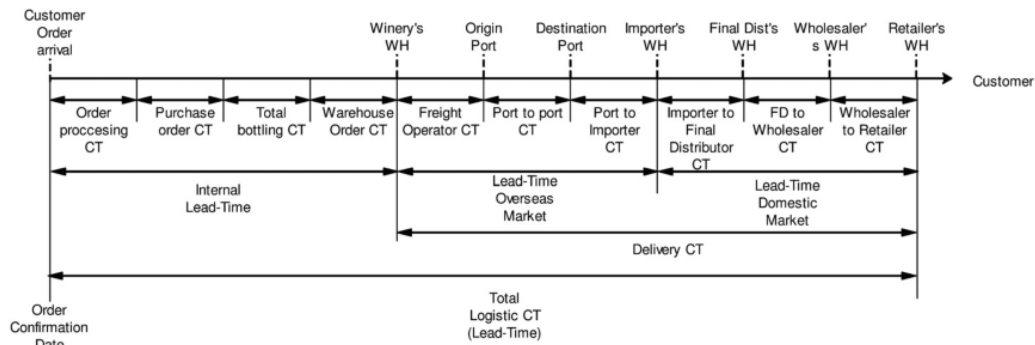 Customer
Order
arrival
Winery's
WH
Origin
Port
Destination
Port
Importer's
WH
Final Dist's
WH
Wholesaler'
s WH
Retailer's
WH
Customer
Order
proccesing
CT
Purchase
order CT
Total
bottling CT
Warehouse
Order CT
Freight
Operator CT
Port to port
CT
Port to
Importer
CT
Importer to
Final
Distributor
CT
FD to
Wholesaler
CT
Wholesaler
to Retailer
CT
Internal
Lead-Time
Lead-Time
Overseas
Market
Lead-Time
Domestic
Market
Delivery CT
Total
Logistic CT
(Lead-Time)
Order
Confirmation
Date